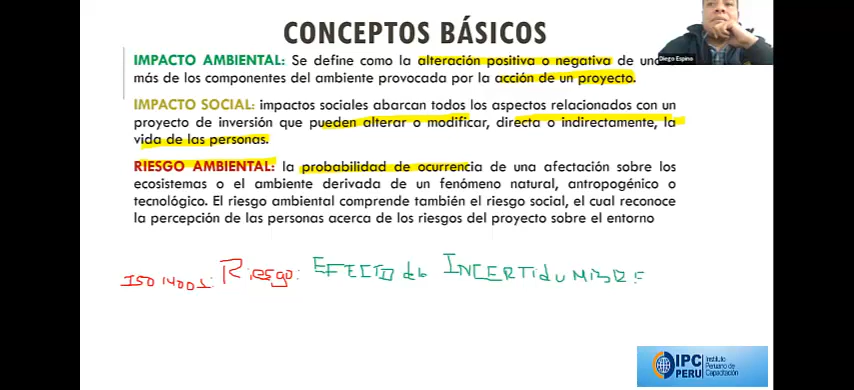 CONCEPTOS BÁSICOS
Diego Espino
IMPACTO AMBIENTAL: Se define como la alteración positiva o negativa de uno
más de los componentes del ambiente provocada por la acción de un proyecto.
IMPACTO SOCIAL: impactos sociales abarcan todos los aspectos relacionados con un
proyecto de inversión que pueden alterar o modificar, directa o indirectamente, la
vida de las personas.
RIESGO AMBIENTAL: la probabilidad de ocurrencia de una afectación sobre los
ecosistemas o el ambiente derivada de un fenómeno natural, antropogénico o
tecnológico. El riesgo ambiental comprende también el riesgo social, el cual reconoce
la percepción de las personas acerca de los riesgos del proyecto sobre el entorno
ISO 14001: Riesgo: EFECTO de INCERTIDUMBRE
IPC PERU
Instituto
Peruano de
Capacitación